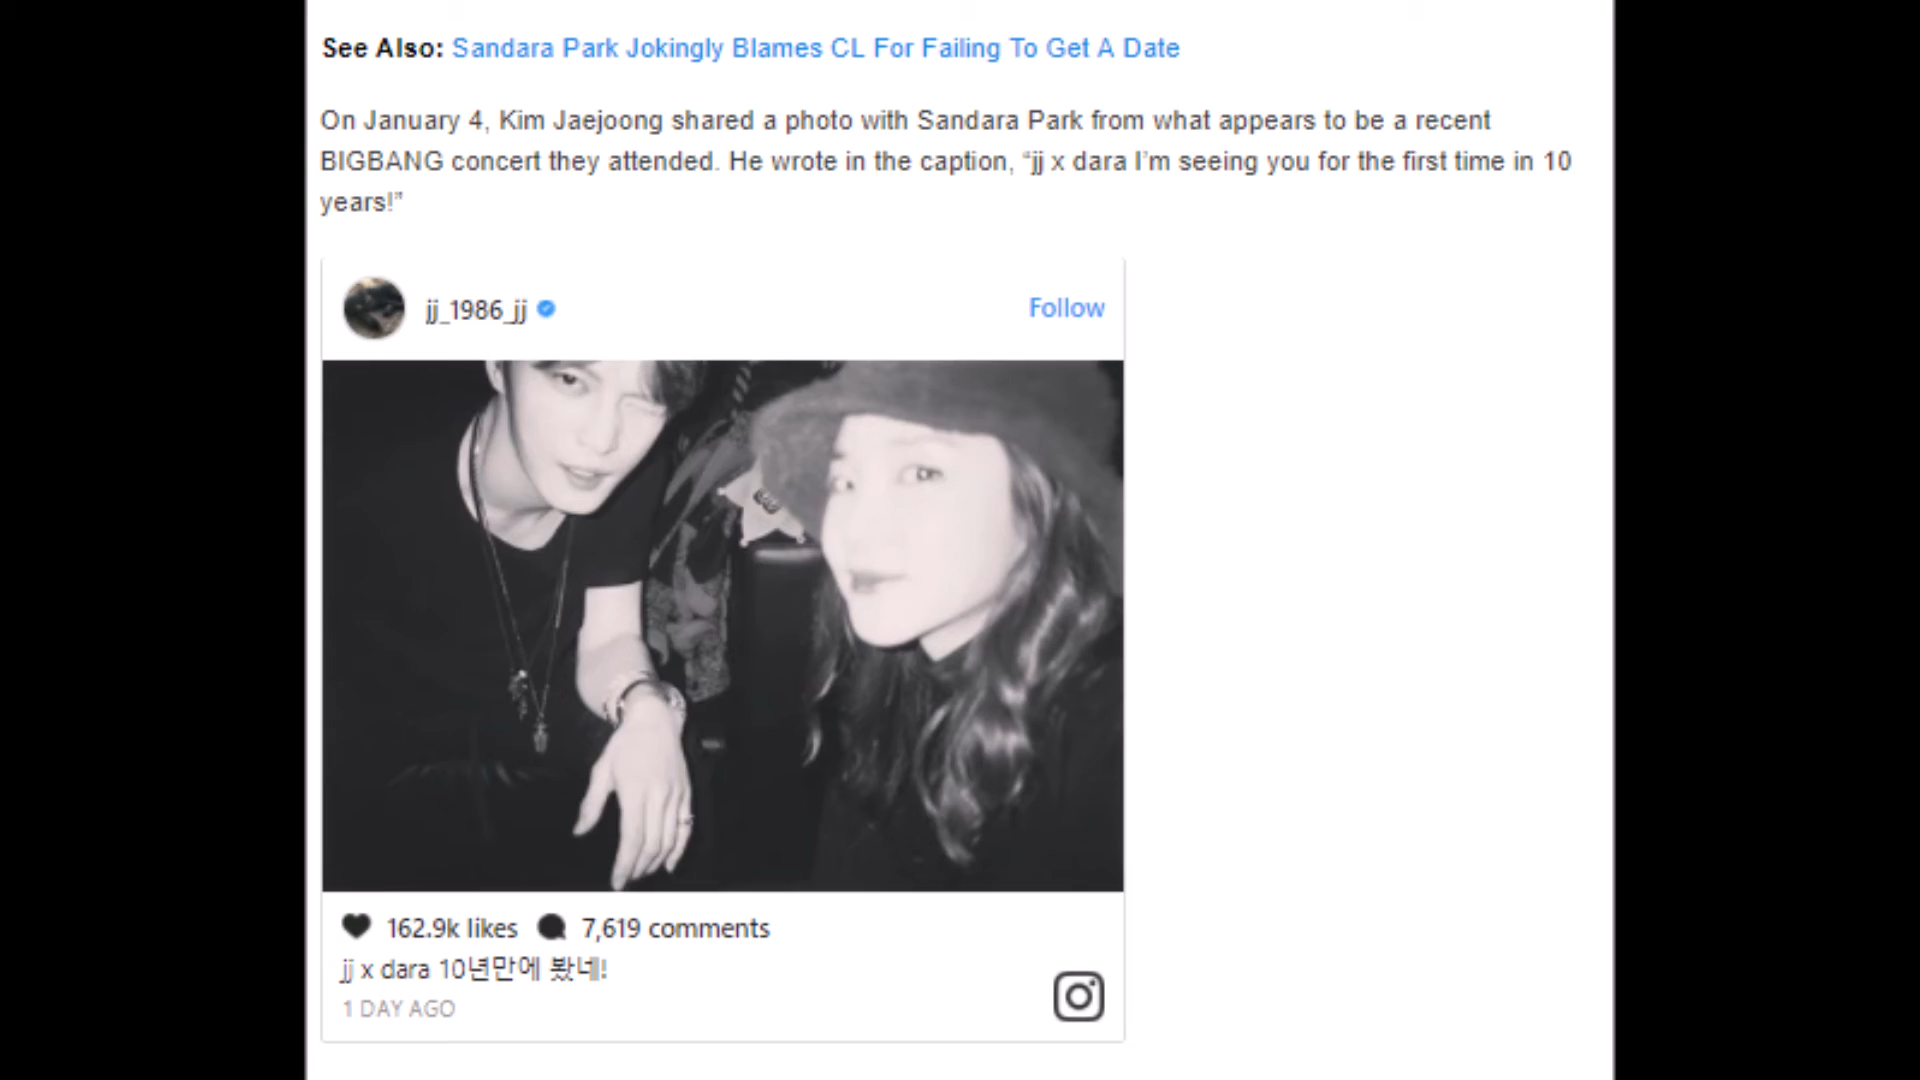 See Also: Sandara Park Jokingly Blames CL For Failing To Get A Date
On January 4, Kim Jaejoong shared a photo with Sandara Park from what appears to be a recent
BIGBANG concert they attended. He wrote in the caption, “jj x dara I’m seeing you for the first time in 10
years!”
jj_1986_jj
Follow
162.9k likes 7,619 comments
jj x dara 10년만에 봤네!
1 DAY AGO